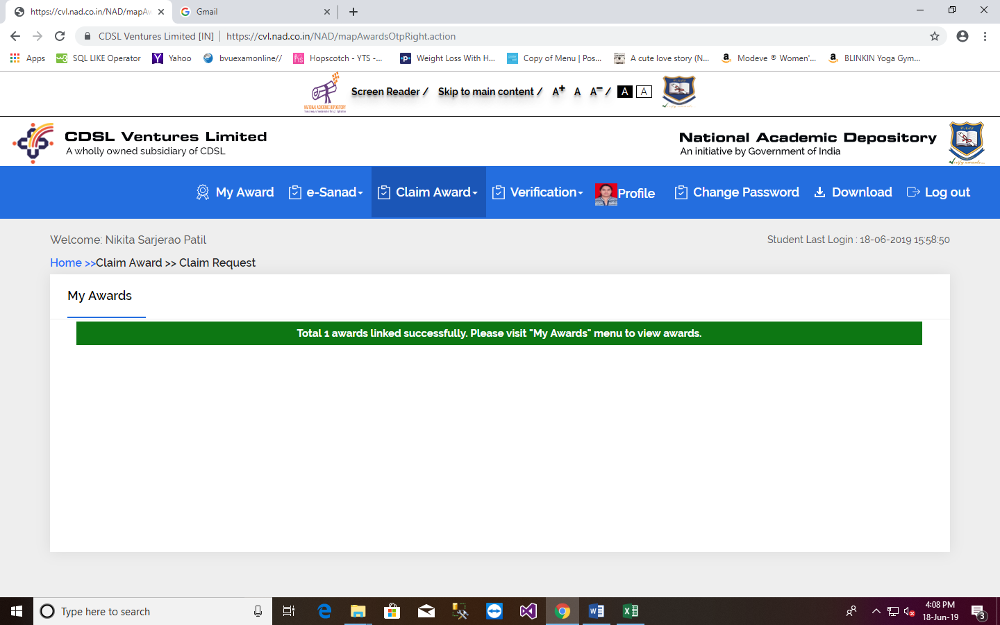 https://cvl.nad.co.in/NAD/mapAw
Gmail
CDSL Ventures Limited [IN]
https://cvl.nad.co.in/NAD/mapAwardsOtpRight.action
Apps
SQL LIKE Operator
Yahoo
bvuexamonline//
Hopscotch - YTS -...
Weight Loss With H...
Copy of Menu | Pos...
A cute love story (N...
Modeve ® Women'...
BLINKIN Yoga Gym...
NATIONAL ACADEMIC DEPOSITORY
Screen Reader /
Skip to main content /
A+
A
A- /
A
A
CDSL Ventures Limited
A wholly owned subsidiary of CDSL
National Academic Depository
An initiative by Government of India
My Award
e-Sanad
Claim Award
Verification
Profile
Change Password
Download
Log out
Welcome: Nikita Sarjerao Patil
Student Last Login : 18-06-2019 15:58:50
Home >>Claim Award >> Claim Request
My Awards
Total 1 awards linked successfully. Please visit "My Awards" menu to view awards.
Type here to search
4:08 PM
18-Jun-19
3